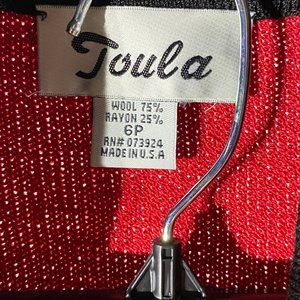 Toula
WOOL 75%
RAYON 25%
6P
RN# 073924
MADE IN U.S.A